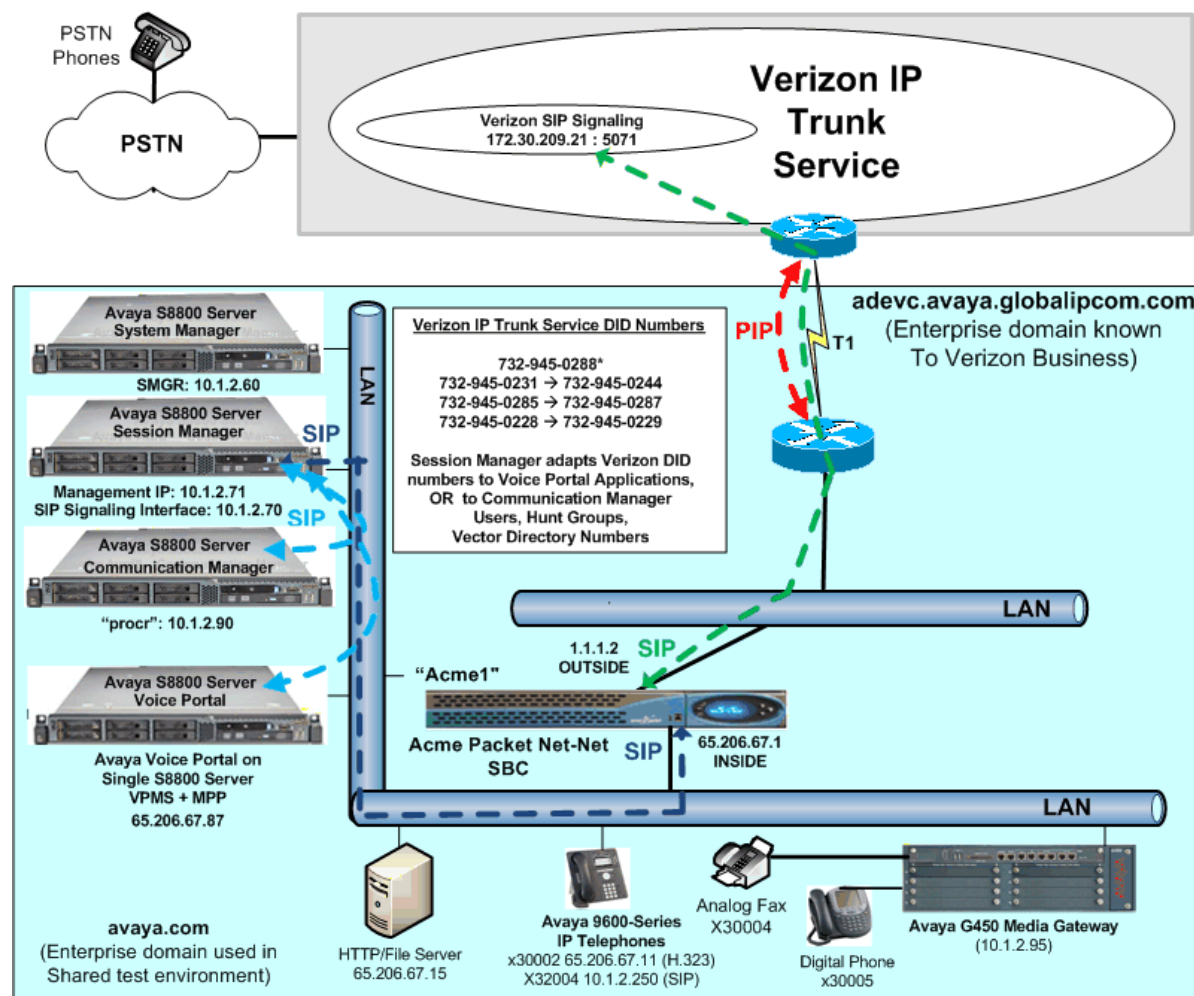 PSTN
Phones
PSTN
Verizon IP
Trunk
Service
Verizon SIP Signaling
172.30.209.21 : 5071
adevc.avaya.globalipcom.com
(Enterprise domain known
To Verizon Business)
PIP
T1
Avaya S8800 Server
System Manager
SMGR: 10.1.2.60
Avaya S8800 Server
Session Manager
SIP
Management IP: 10.1.2.71
SIP Signaling Interface: 10.1.2.70
SIP
Avaya S8800 Server
Communication Manager
“procr”: 10.1.2.90
Avaya S8800 Server
Voice Portal
Avaya Voice Portal on
Single S8800 Server
VPMS + MPP
65.206.67.87
LAN
Verizon IP Trunk Service DID Numbers
732-945-0288*
732-945-0231 → 732-945-0244
732-945-0285 → 732-945-0287
732-945-0228 → 732-945-0229
Session Manager adapts Verizon DID
numbers to Voice Portal Applications,
OR to Communication Manager
Users, Hunt Groups,
Vector Directory Numbers
LAN
1.1.1.2
OUTSIDE
SIP
“Acme1"
Acme Packet Net-Net
SBC
SIP
65.206.67.1
INSIDE
LAN
avaya.com
(Enterprise domain used in
Shared test environment)
HTTP/File Server
65.206.67.15
Avaya 9600-Series
IP Telephones
x30002 65.206.67.11 (H.323)
X32004 10.1.2.250 (SIP)
Analog Fax
X30004
Digital Phone
x30005
Avaya G450 Media Gateway
(10.1.2.95)